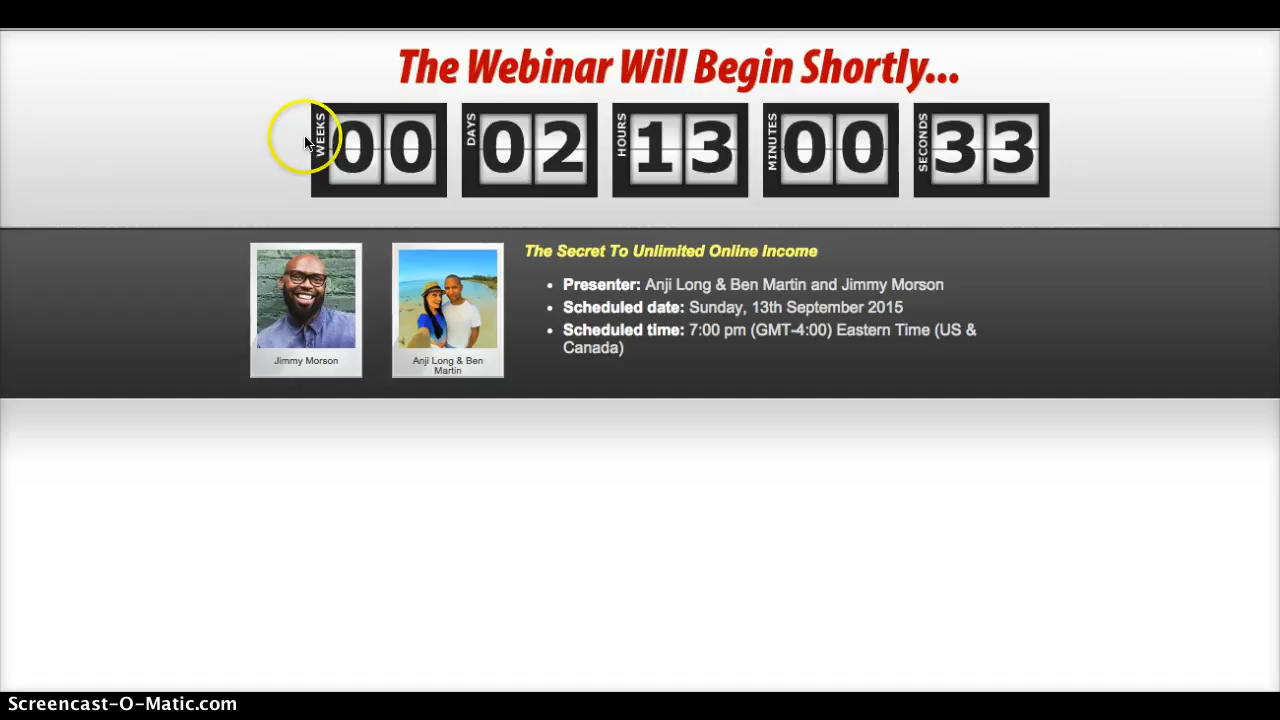 The Webinar Will Begin Shortly...
WEEKS 00 DAYS 02 HOURS 13 MINUTES 00 SECONDS 33
The Secret To Unlimited Online Income
• Presenter: Anji Long & Ben Martin and Jimmy Morson
• Scheduled date: Sunday, 13th September 2015
• Scheduled time: 7:00 pm (GMT-4:00) Eastern Time (US &
Canada)
Jimmy Morson
Anji Long & Ben
Martin
Screencast-O-Matic.com